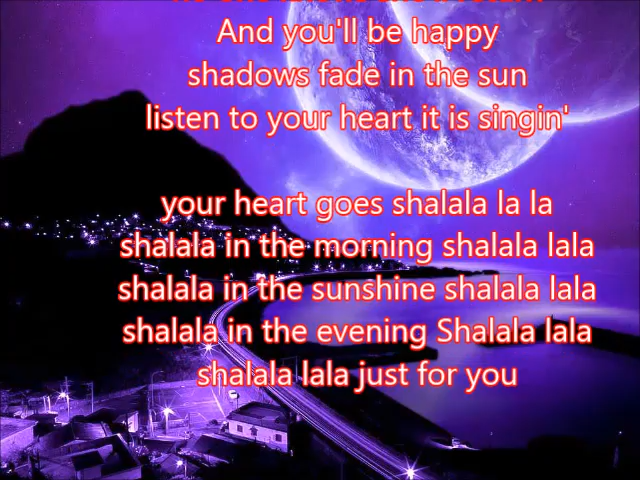 And you'll be happy
shadows fade in the sun
listen to your heart it is singin'
your heart goes shalala la la
shalala in the morning shalala lala
shalala in the sunshine shalala lala
shalala in the evening Shalala lala
shalala lala just for you